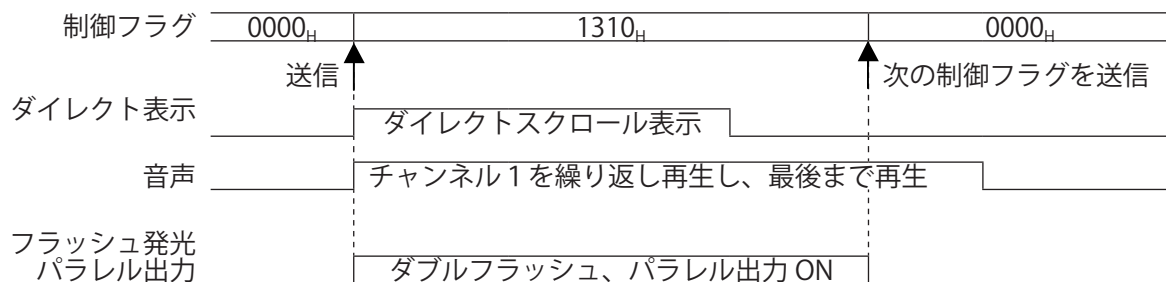 制御フラグ 0000H 1310H 0000H
送信 次の制御フラグを送信
ダイレクト表示 ダイレクトスクロール表示
音声 チャンネル1を繰り返し再生し、最後まで再生
フラッシュ発光
パラレル出力 ダブルフラッシュ、パラレル出力 ON